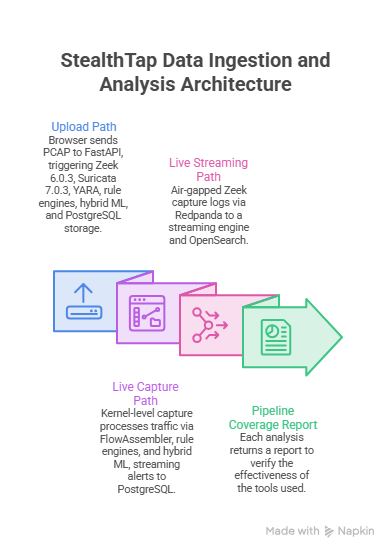 StealthTap Data Ingestion and
Analysis Architecture
Upload Path
Browser sends
PCAP to FastAPI,
triggering Zeek
6.0.3, Suricata
7.0.3, YARA, rule
engines, hybrid ML,
and PostgreSQL
storage.
Live Streaming
Path
Air-gapped Zeek
capture logs via
Redpanda to a
streaming engine
and OpenSearch.
Live Capture
Path
Kernel-level capture
processes traffic via
FlowAssembler, rule
engines, and hybrid
ML, streaming
alerts to
PostgreSQL.
Pipeline
Coverage Report
Each analysis
returns a report to
verify the
effectiveness of
the tools used.
Made with Napkin